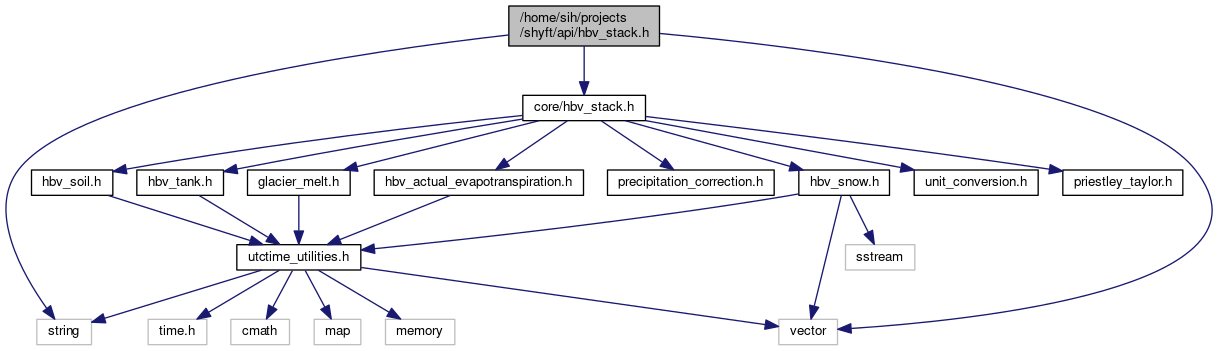 /home/sih/projects
/shyft/api/hbv_stack.h
core/hbv_stack.h
hbv_soil.h
hbv_tank.h
glacier_melt.h
hbv_actual_evapotranspiration.h
precipitation_correction.h
hbv_snow.h
unit_conversion.h
priestley_taylor.h
utctime_utilities.h
sstream
string
time.h
cmath
map
memory
vector